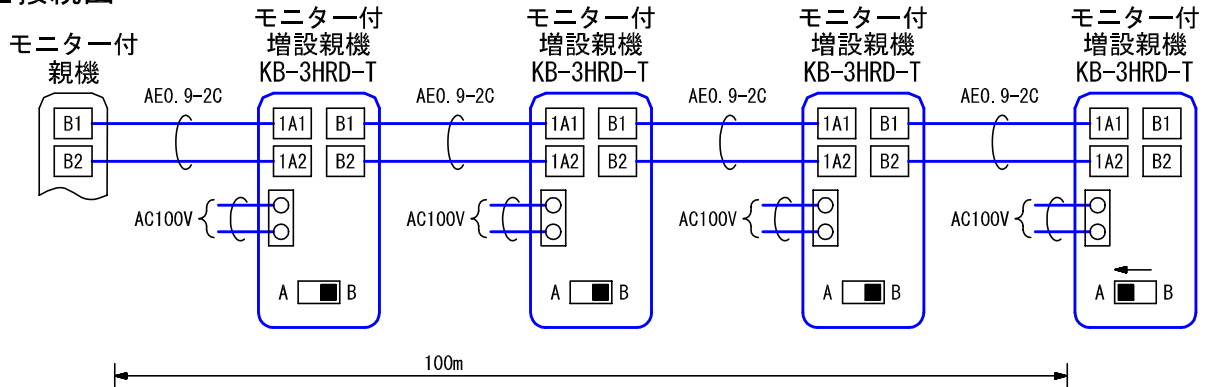 モニター付
親機
モニター付
増設親機
KB-3HRD-T
モニター付
増設親機
KB-3HRD-T
モニター付
増設親機
KB-3HRD-T
モニター付
増設親機
KB-3HRD-T
AE0.9-2C
AE0.9-2C
AE0.9-2C
AE0.9-2C
B1
1A1 B1
1A1 B1
1A1 B1
1A1 B1
B2
1A2 B2
1A2 B2
1A2 B2
1A2 B2
AC100V
AC100V
AC100V
AC100V
A B
A B
A B
A B
100m